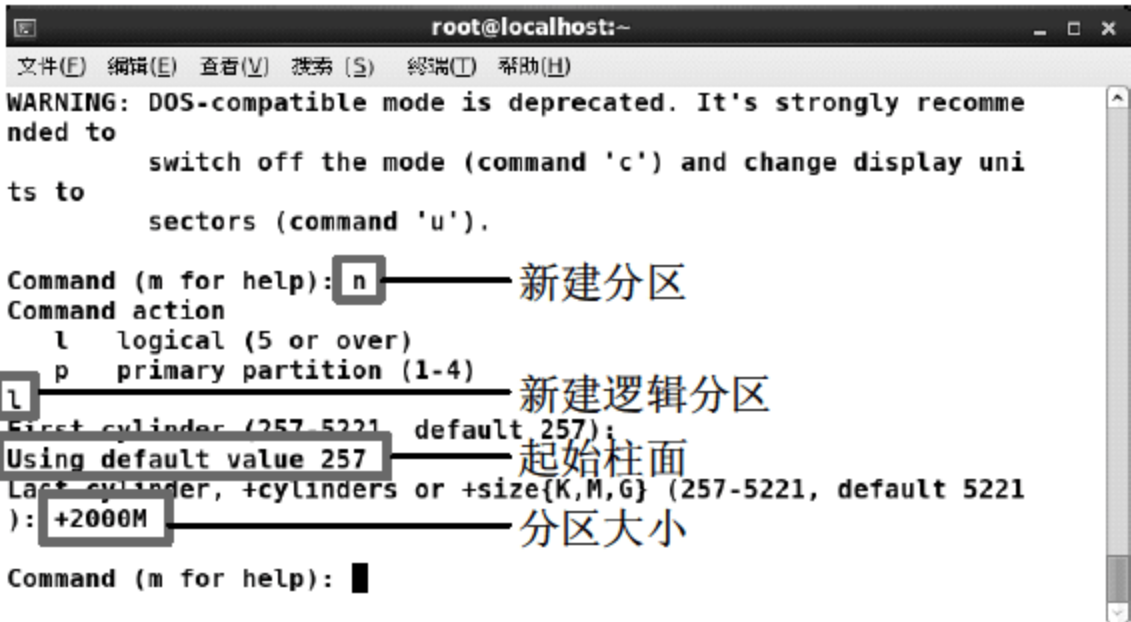 root@localhost:~
文件(F) 编辑(E) 查看(V) 搜索 (S) 终端(T) 帮助(H)
WARNING: DOS-compatible mode is deprecated. It's strongly recomme
nded to
switch off the mode (command 'c') and change display uni
ts to
sectors (command 'u').
Command (m for help): n 新建分区
Command action
l logical (5 or over)
p primary partition (1-4)
l 新建逻辑分区
First cylinder (257-5221, default 257):
Using default value 257 起始柱面
Last cylinder, +cylinders or +size{K,M,G} (257-5221, default 5221
): +2000M 分区大小
Command (m for help):